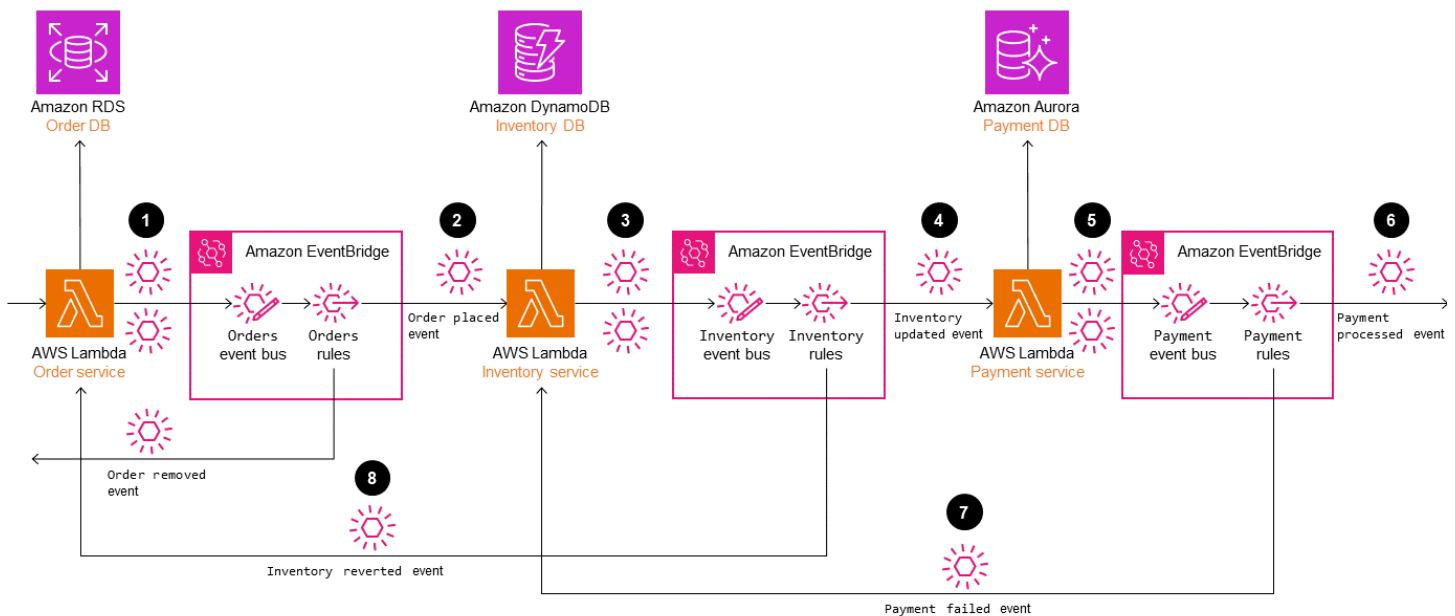 Amazon RDS
Order DB
Amazon DynamoDB
Inventory DB
Amazon Aurora
Payment DB
1
2
3
4
5
6
Amazon EventBridge
Amazon EventBridge
Amazon EventBridge
AWS Lambda
Order service
Orders
event bus
Orders
rules
Order placed
event
AWS Lambda
Inventory service
Inventory
event bus
Inventory
rules
Inventory
updated event
AWS Lambda
Payment service
Payment
event bus
Payment
rules
Payment
processed event
Order removed
event
8
Inventory reverted event
7
Payment failed event